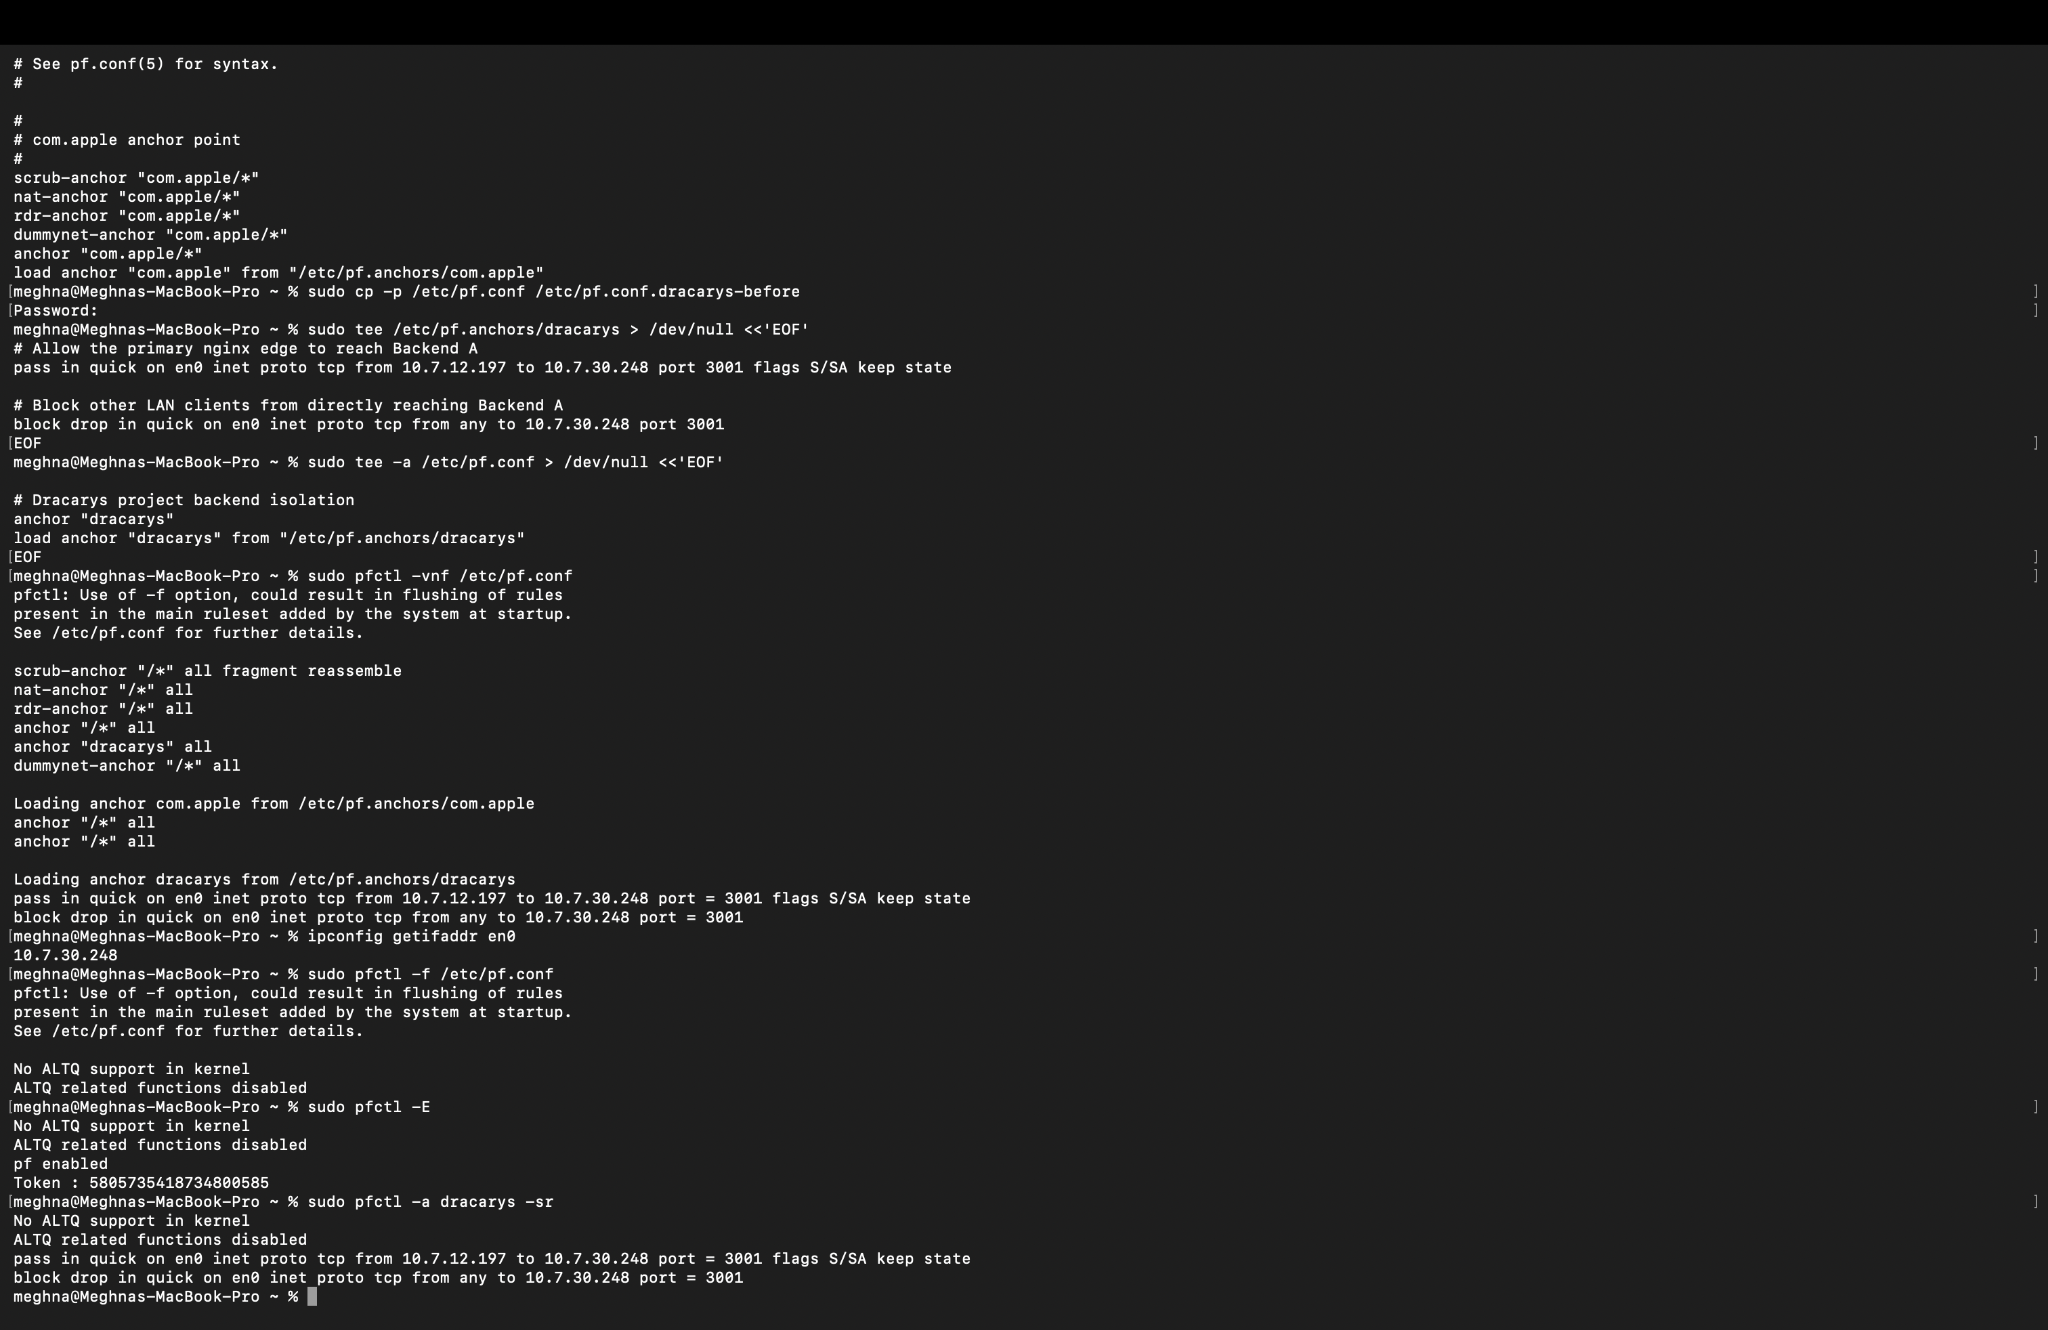 # See pf.conf(5) for syntax.
#
#
# com.apple anchor point
#
scrub-anchor "com.apple/*"
nat-anchor "com.apple/*"
rdr-anchor "com.apple/*"
dummynet-anchor "com.apple/*"
anchor "com.apple/*"
load anchor "com.apple" from "/etc/pf.anchors/com.apple"
[meghna@Meghnas-MacBook-Pro ~ % sudo cp -p /etc/pf.conf /etc/pf.conf.dracarys-before ]
[Password: ]
meghna@Meghnas-MacBook-Pro ~ % sudo tee /etc/pf.anchors/dracarys > /dev/null <<'EOF'
# Allow the primary nginx edge to reach Backend A
pass in quick on en0 inet proto tcp from 10.7.12.197 to 10.7.30.248 port 3001 flags S/SA keep state
# Block other LAN clients from directly reaching Backend A
block drop in quick on en0 inet proto tcp from any to 10.7.30.248 port 3001
[EOF ]
meghna@Meghnas-MacBook-Pro ~ % sudo tee -a /etc/pf.conf > /dev/null <<'EOF'
# Dracarys project backend isolation
anchor "dracarys"
load anchor "dracarys" from "/etc/pf.anchors/dracarys"
[EOF ]
[meghna@Meghnas-MacBook-Pro ~ % sudo pfctl -vnf /etc/pf.conf ]
pfctl: Use of -f option, could result in flushing of rules
present in the main ruleset added by the system at startup.
See /etc/pf.conf for further details.
scrub-anchor "/*" all fragment reassemble
nat-anchor "/*" all
rdr-anchor "/*" all
anchor "/*" all
anchor "dracarys" all
dummynet-anchor "/*" all
Loading anchor com.apple from /etc/pf.anchors/com.apple
anchor "/*" all
anchor "/*" all
Loading anchor dracarys from /etc/pf.anchors/dracarys
pass in quick on en0 inet proto tcp from 10.7.12.197 to 10.7.30.248 port = 3001 flags S/SA keep state
block drop in quick on en0 inet proto tcp from any to 10.7.30.248 port = 3001
[meghna@Meghnas-MacBook-Pro ~ % ipconfig getifaddr en0 ]
10.7.30.248
[meghna@Meghnas-MacBook-Pro ~ % sudo pfctl -f /etc/pf.conf ]
pfctl: Use of -f option, could result in flushing of rules
present in the main ruleset added by the system at startup.
See /etc/pf.conf for further details.
No ALTQ support in kernel
ALTQ related functions disabled
[meghna@Meghnas-MacBook-Pro ~ % sudo pfctl -E ]
No ALTQ support in kernel
ALTQ related functions disabled
pf enabled
Token : 5805735418734800585
[meghna@Meghnas-MacBook-Pro ~ % sudo pfctl -a dracarys -sr ]
No ALTQ support in kernel
ALTQ related functions disabled
pass in quick on en0 inet proto tcp from 10.7.12.197 to 10.7.30.248 port = 3001 flags S/SA keep state
block drop in quick on en0 inet proto tcp from any to 10.7.30.248 port = 3001
meghna@Meghnas-MacBook-Pro ~ %